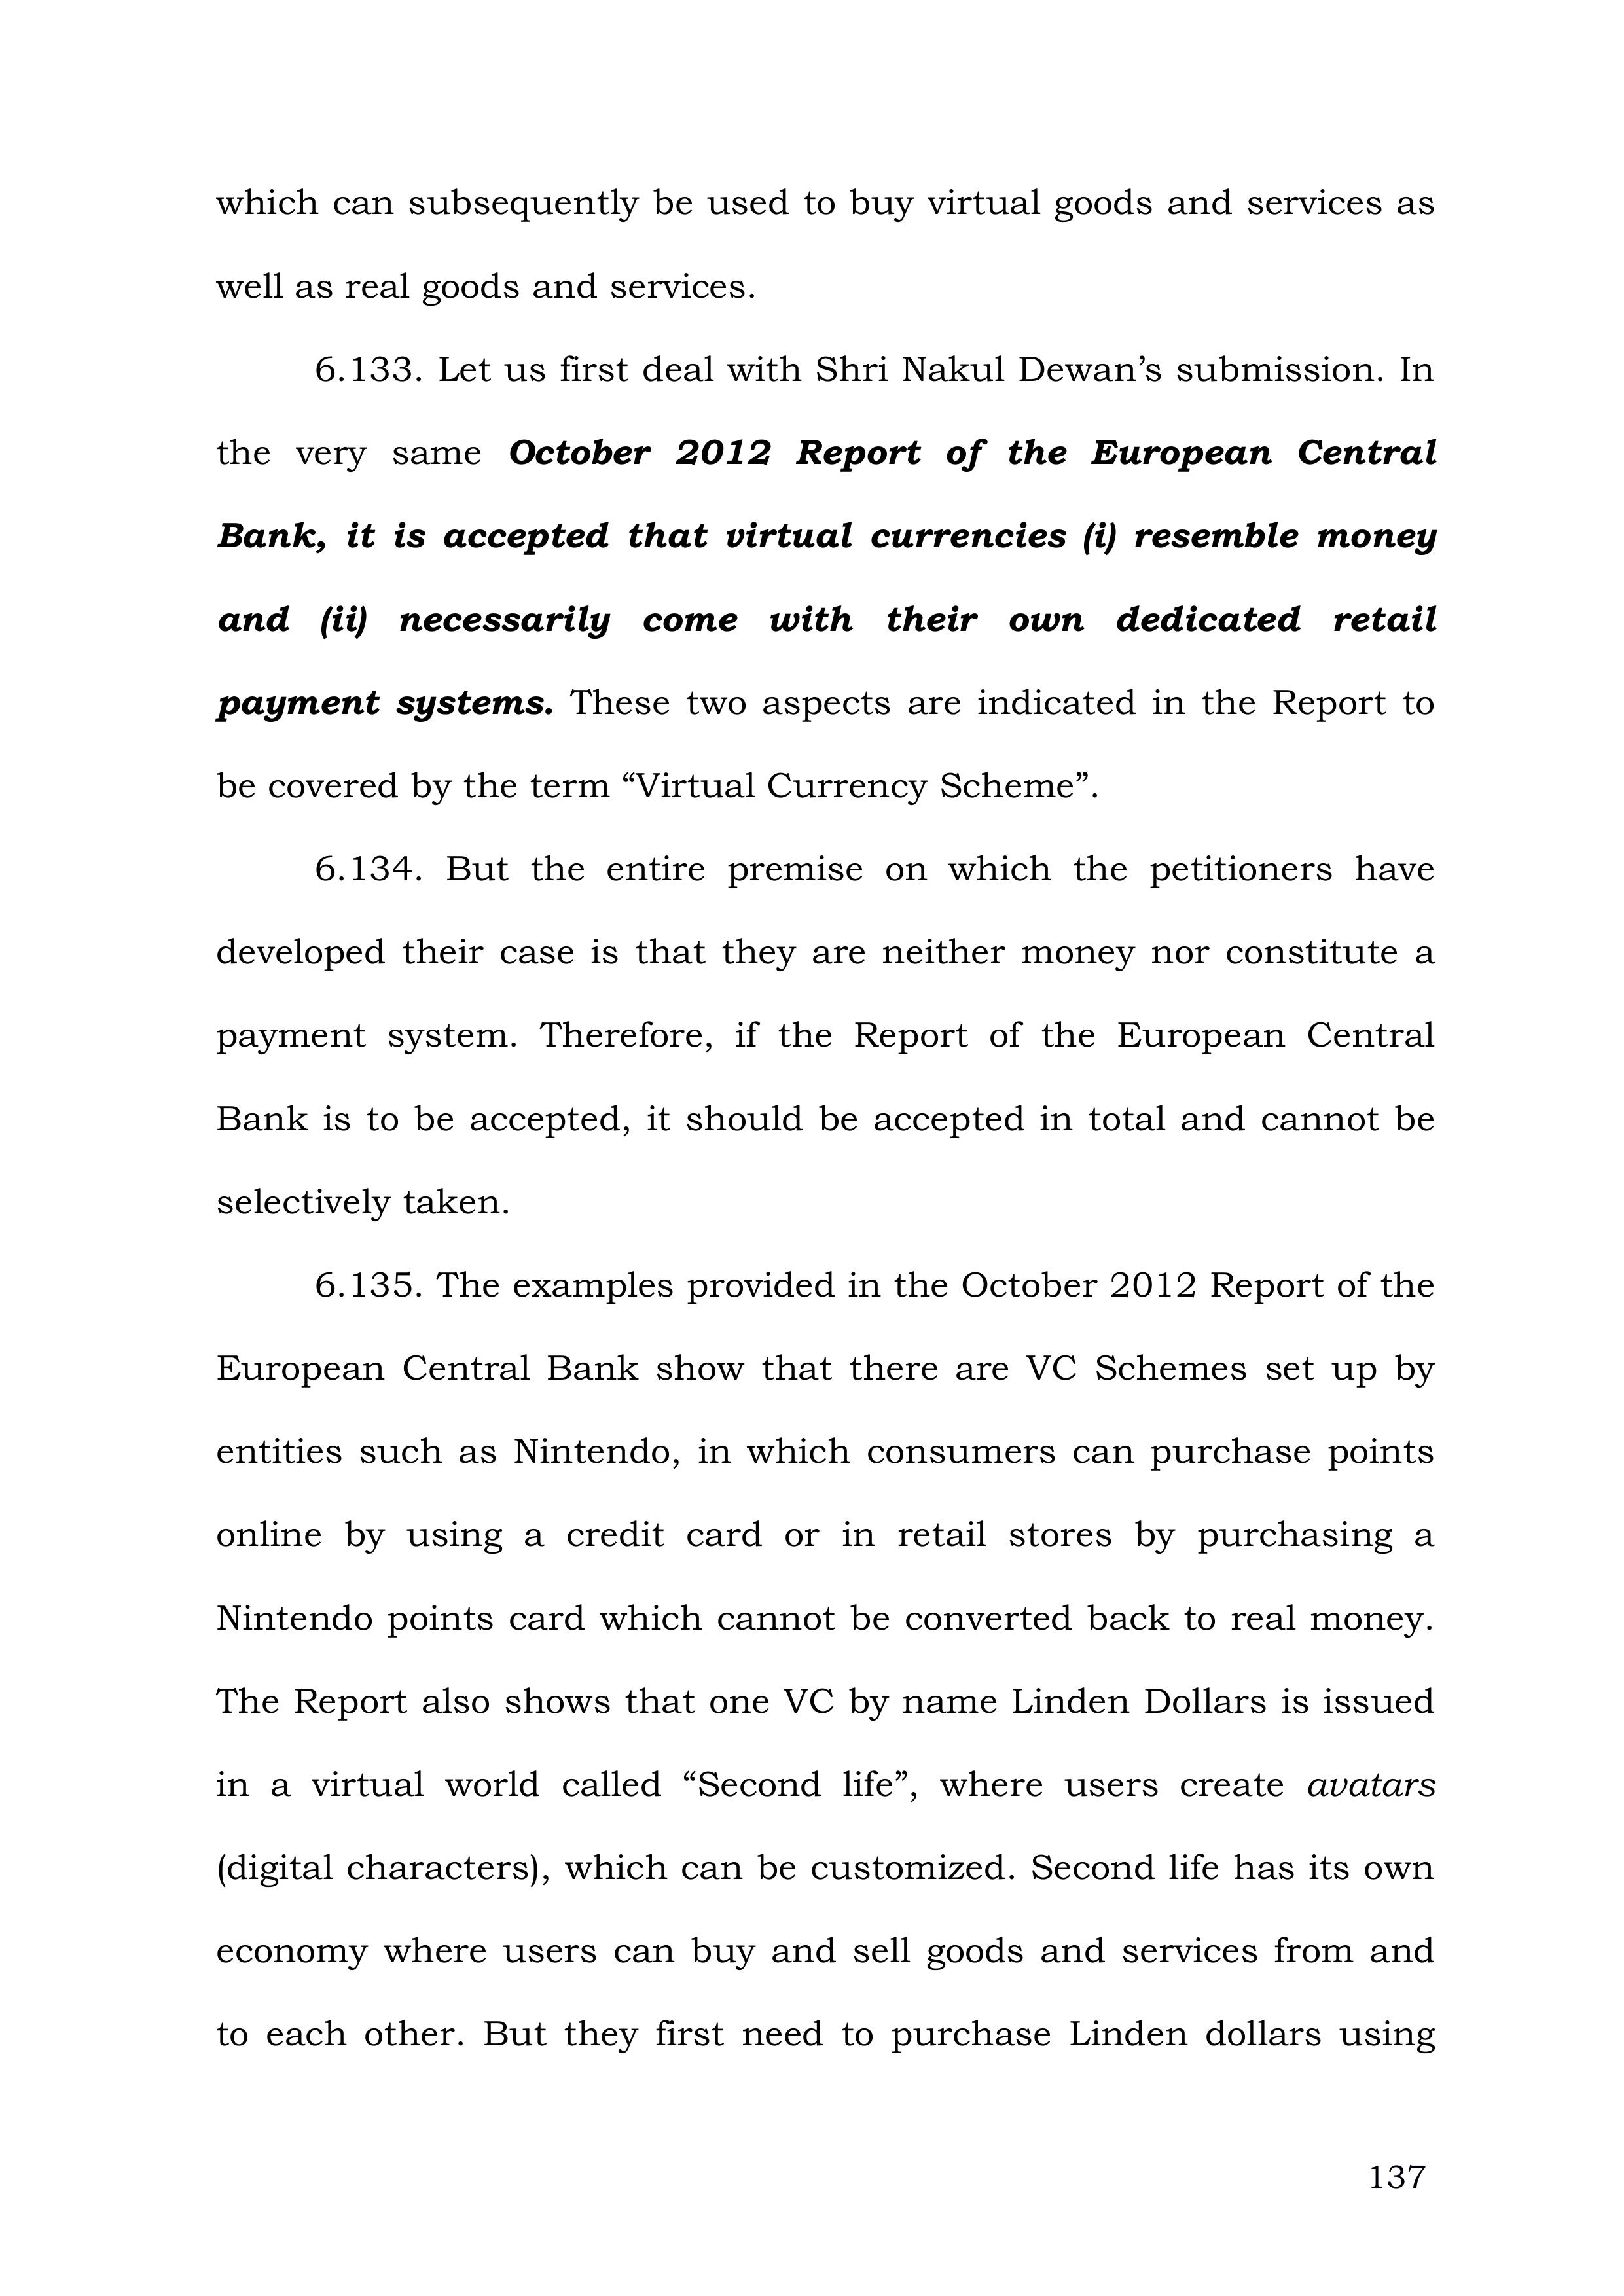 which can subsequently be used to buy virtual goods and services as
well as real goods and services.
6.133. Let us first deal with Shri Nakul Dewan’s submission. In
the very same October 2012 Report of the European Central
Bank, it is accepted that virtual currencies (i) resemble money
and (ii) necessarily come with their own dedicated retail
payment systems. These two aspects are indicated in the Report to
be covered by the term “Virtual Currency Scheme”.
6.134. But the entire premise on which the petitioners have
developed their case is that they are neither money nor constitute a
payment system. Therefore, if the Report of the European Central
Bank is to be accepted, it should be accepted in total and cannot be
selectively taken.
6.135. The examples provided in the October 2012 Report of the
European Central Bank show that there are VC Schemes set up by
entities such as Nintendo, in which consumers can purchase points
online by using a credit card or in retail stores by purchasing a
Nintendo points card which cannot be converted back to real money.
The Report also shows that one VC by name Linden Dollars is issued
in a virtual world called “Second life”, where users create avatars
(digital characters), which can be customized. Second life has its own
economy where users can buy and sell goods and services from and
to each other. But they first need to purchase Linden dollars using
137